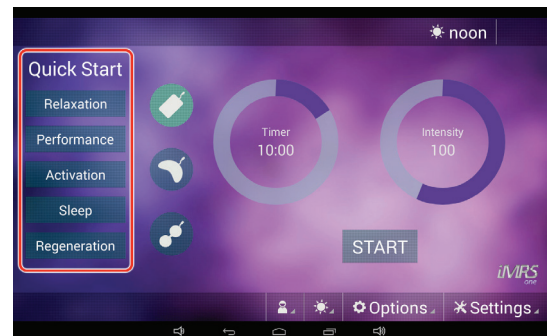 noon
Quick Start
Relaxation
Performance
Activation
Sleep
Regeneration
Timer
10:00
Intensity
100
START
iMRS
one
Options
Settings